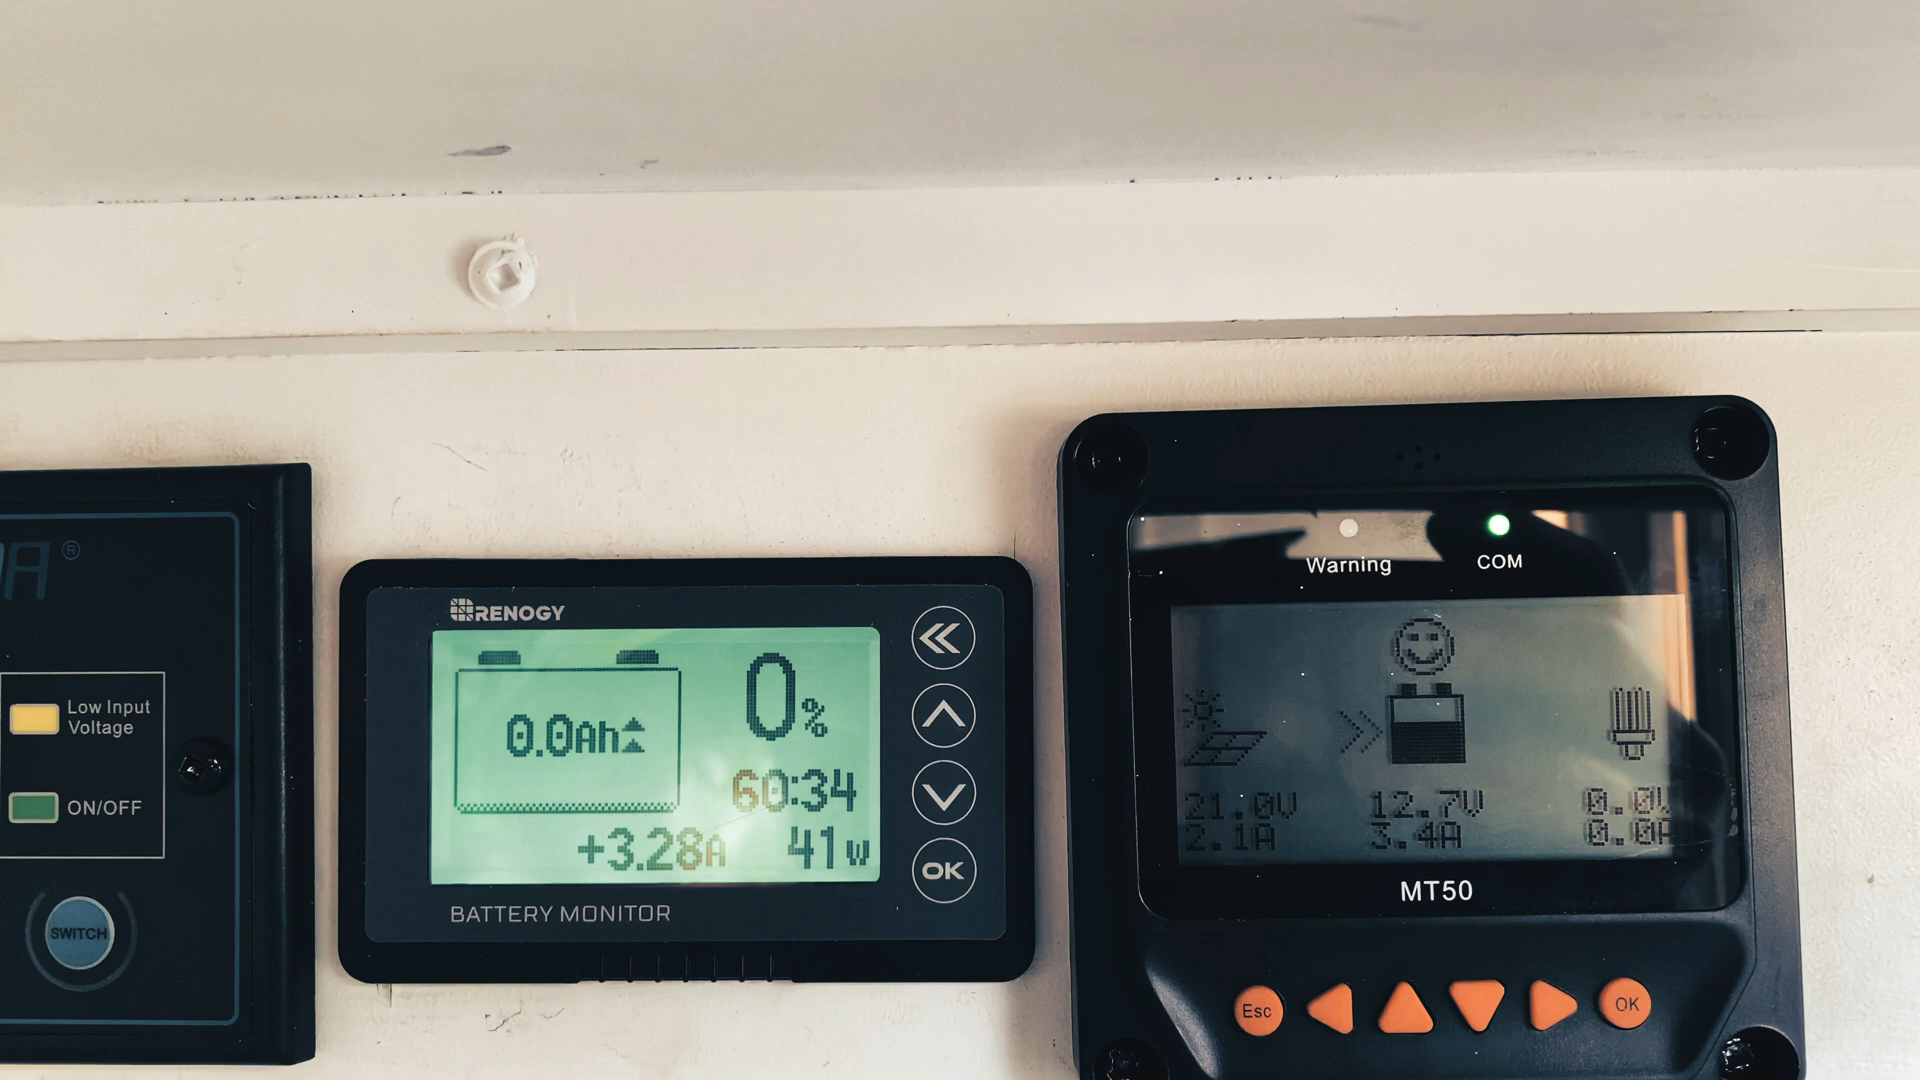 A®
Low Input
Voltage
ON/OFF
SWITCH
RENOGY
0.0Ah
0%
60:34
+3.28A
41W
OK
BATTERY MONITOR
Warning
COM
21.0V
2.1A
12.7V
3.4A
0.0V
0.0A
MT50
Esc
OK